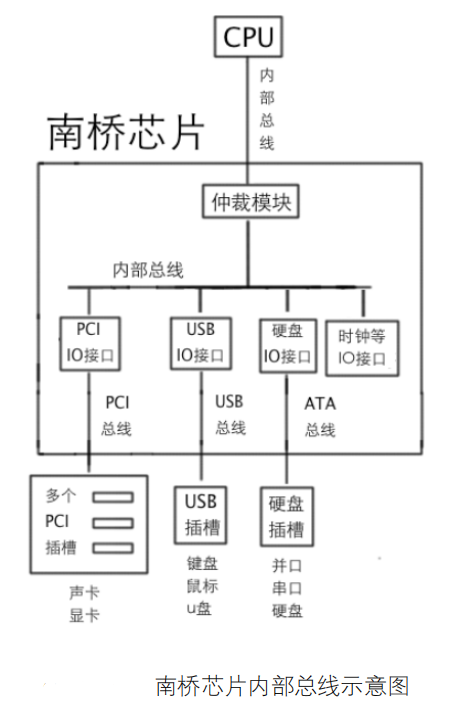 CPU
内
部
总
线
南桥芯片
仲裁模块
内部总线
PCI
IO接口
USB
IO接口
硬盘
IO接口
时钟等
IO接口
PCI
总线
USB
总线
ATA
总线
多个
PCI
插槽
USB
插槽
硬盘
插槽
声卡
显卡
键盘
鼠标
u盘
并口
串口
硬盘
南桥芯片内部总线示意图